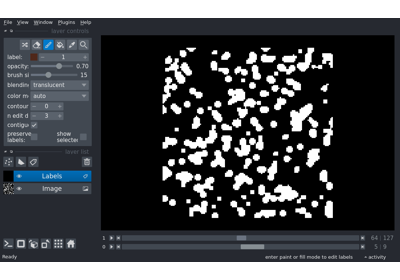 File View Window Plugins Help
layer controls
label: 1
opacity: 0.70
brush si 15
blending translucent
color m auto
contour 0
n edit d 3
contigu
preserve labels: show selected
layer list
Labels
Image
1 64 127
0 5 9
Ready enter paint or fill mode to edit labels activity